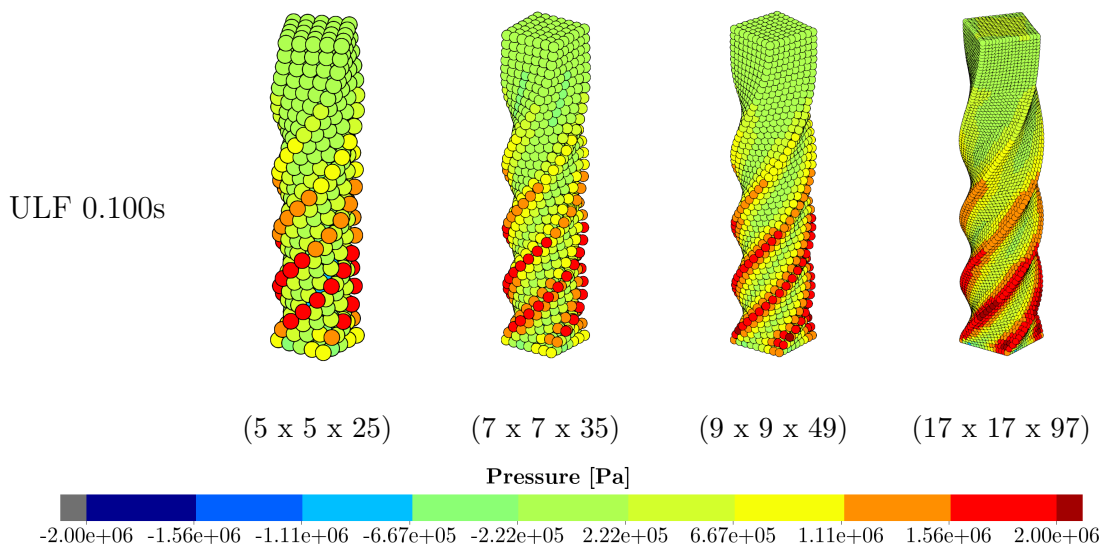 ULF 0.100s
(5 x 5 x 25) (7 x 7 x 35) (9 x 9 x 49) (17 x 17 x 97)
Pressure [Pa]
-2.00e+06 -1.56e+06 -1.11e+06 -6.67e+05 -2.22e+05 2.22e+05 6.67e+05 1.11e+06 1.56e+06 2.00e+06